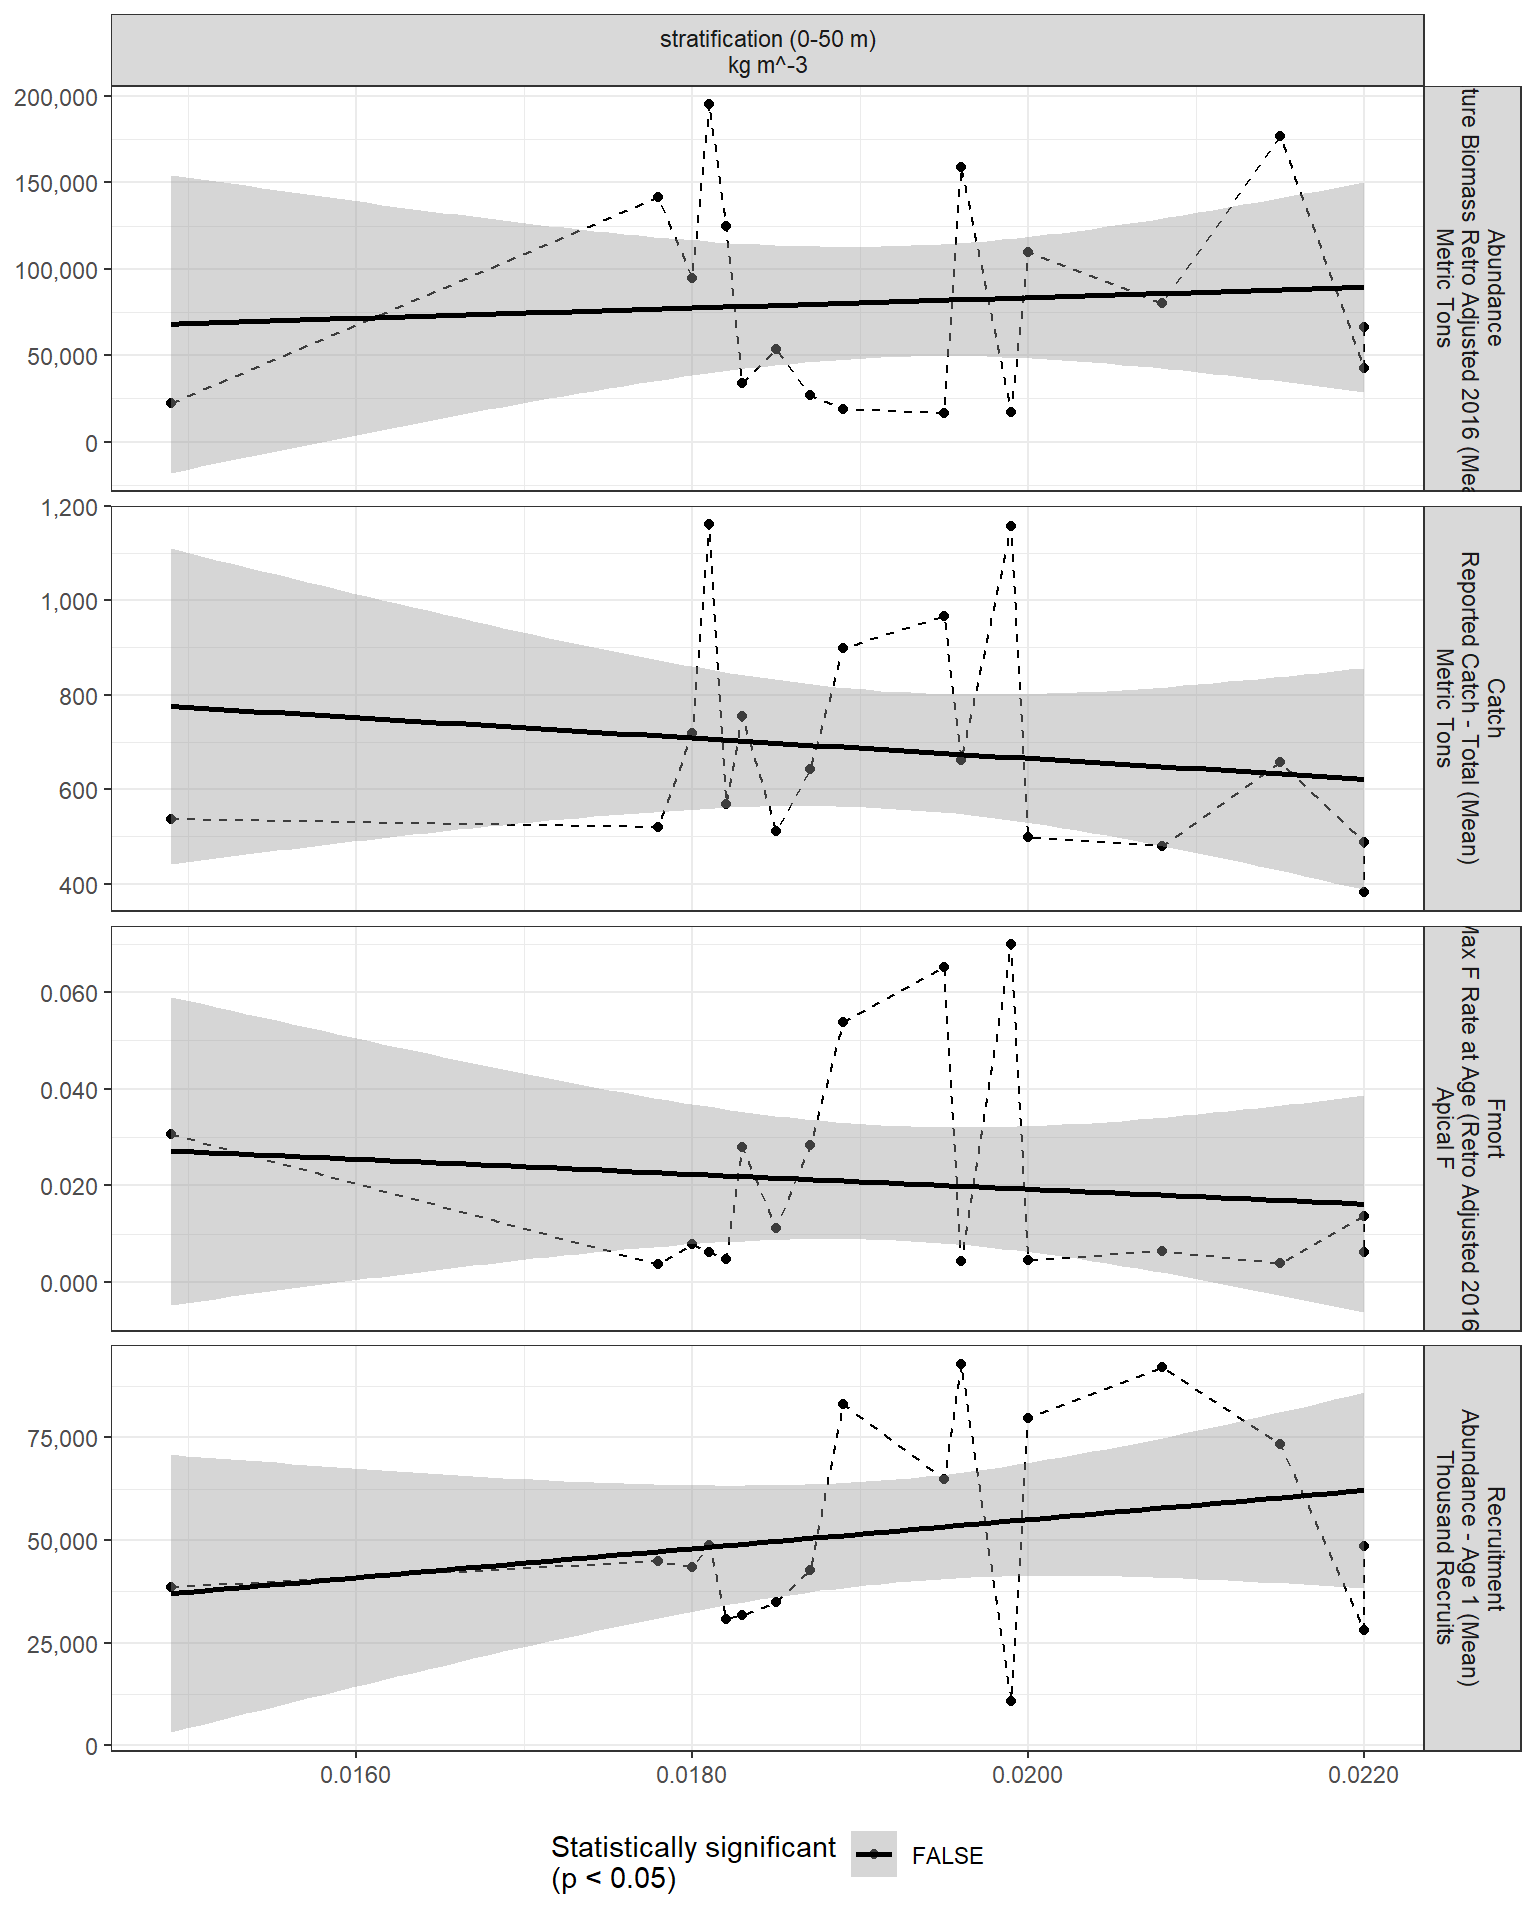 stratification (0-50 m)
kg m^-3
200,000
150,000
100,000
50,000
0
Abundance
ture Biomass Retro Adjusted 2016 (Mea
Metric Tons
1,200
1,000
800
600
400
Catch
Reported Catch - Total (Mean)
Metric Tons
0.060
0.040
0.020
0.000
Fmort
Max F Rate at Age (Retro Adjusted 2016
Apical F
75,000
50,000
25,000
0
Recruitment
Abundance - Age 1 (Mean)
Thousand Recruits
0.0160
0.0180
0.0200
0.0220
Statistically significant
(p < 0.05)
FALSE